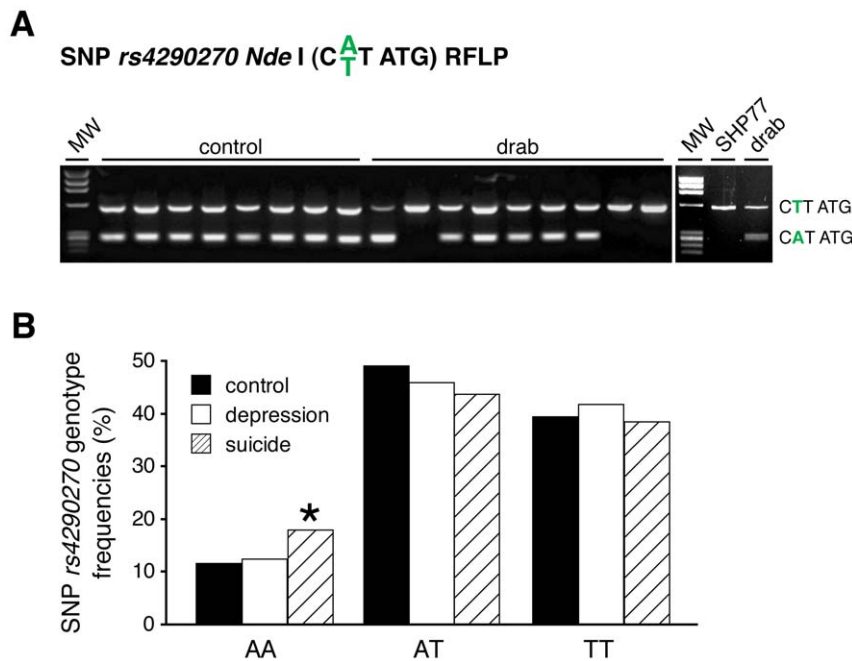 A
SNP rs4290270 Nde I (C A/T T ATG) RFLP
MW control drab MW SHP77 drab
CTT ATG
CAT ATG
B
SNP rs4290270 genotype
frequencies (%)
50
40
30
20
10
0
control
depression
suicide
*
AA AT TT